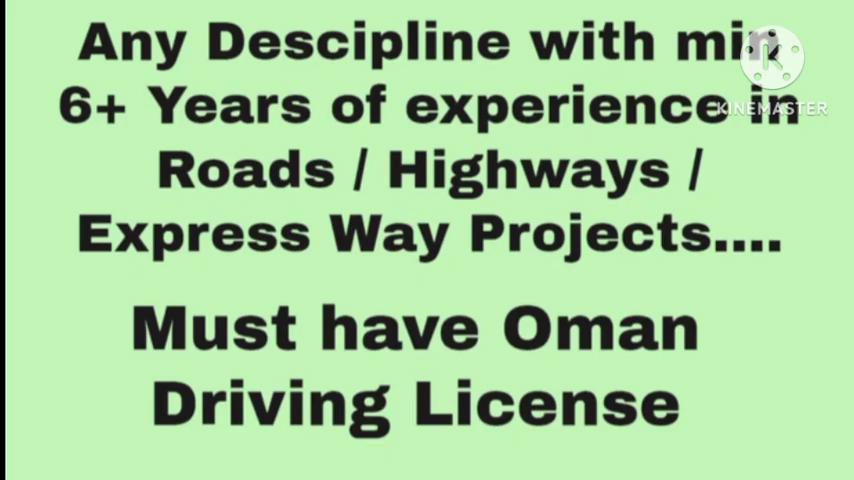 Any Descipline with min
6+ Years of experience in
Roads / Highways /
Express Way Projects....
Must have Oman
Driving License
KINEMASTER